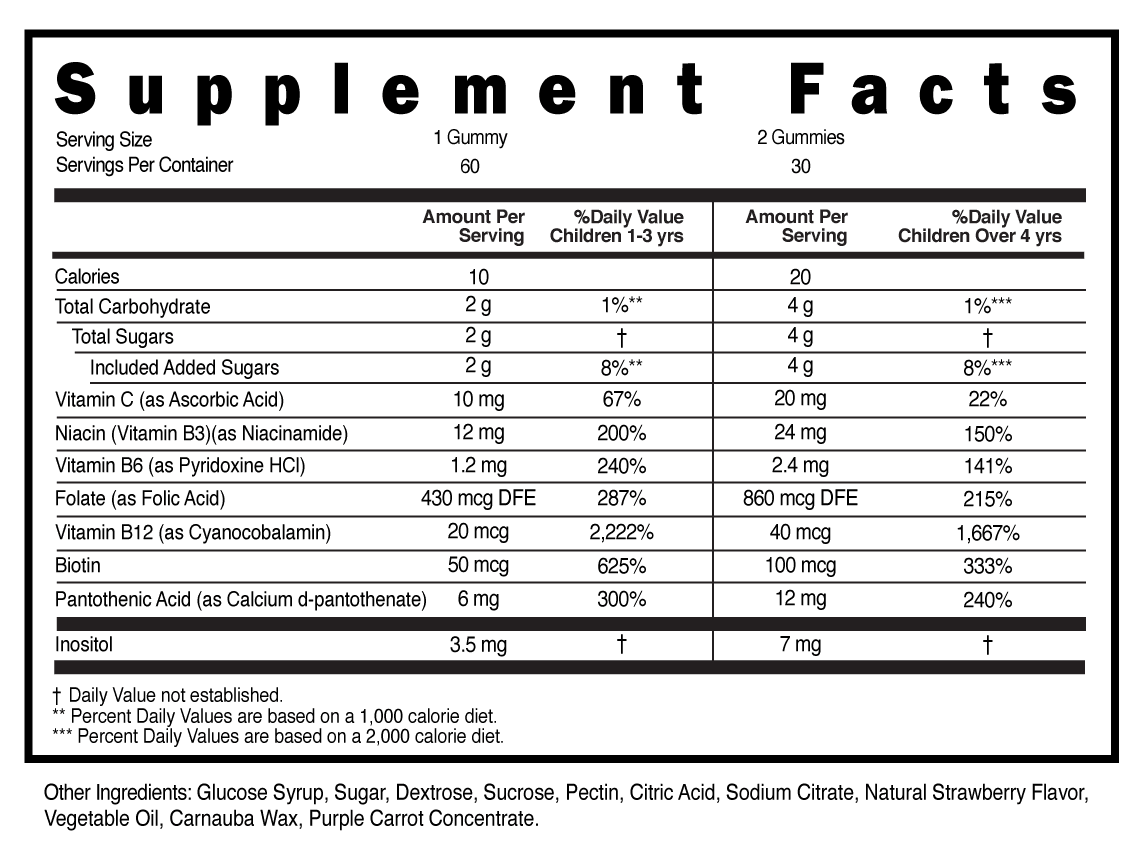 Supplement Facts
Serving Size 1 Gummy 2 Gummies
Servings Per Container 60 30
Amount Per Serving %Daily Value Children 1-3 yrs Amount Per Serving %Daily Value Children Over 4 yrs
Calories 10 20
Total Carbohydrate 2 g 1%** 4 g 1%***
Total Sugars 2 g † 4 g †
Included Added Sugars 2 g 8%** 4 g 8%***
Vitamin C (as Ascorbic Acid) 10 mg 67% 20 mg 22%
Niacin (Vitamin B3)(as Niacinamide) 12 mg 200% 24 mg 150%
Vitamin B6 (as Pyridoxine HCl) 1.2 mg 240% 2.4 mg 141%
Folate (as Folic Acid) 430 mcg DFE 287% 860 mcg DFE 215%
Vitamin B12 (as Cyanocobalamin) 20 mcg 2,222% 40 mcg 1,667%
Biotin 50 mcg 625% 100 mcg 333%
Pantothenic Acid (as Calcium d-pantothenate) 6 mg 300% 12 mg 240%
Inositol 3.5 mg † 7 mg †
† Daily Value not established.
** Percent Daily Values are based on a 1,000 calorie diet.
*** Percent Daily Values are based on a 2,000 calorie diet.
Other Ingredients: Glucose Syrup, Sugar, Dextrose, Sucrose, Pectin, Citric Acid, Sodium Citrate, Natural Strawberry Flavor,
Vegetable Oil, Carnauba Wax, Purple Carrot Concentrate.